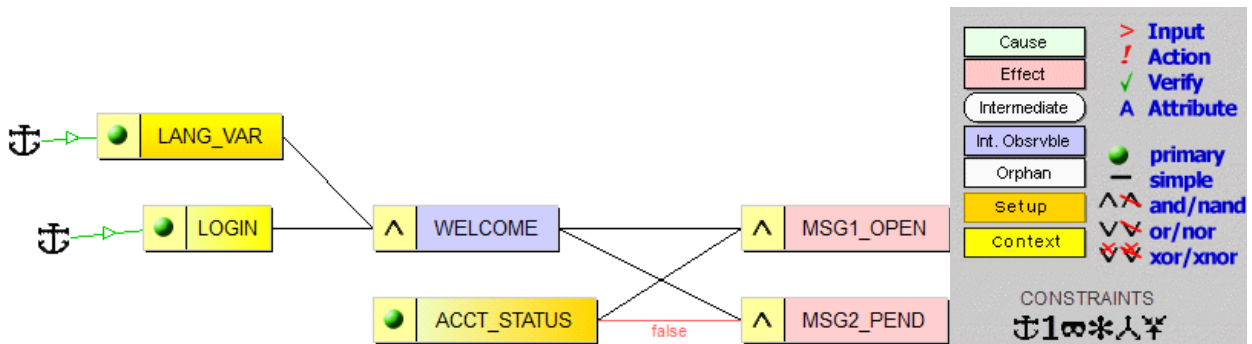 LANG_VAR
LOGIN
WELCOME
MSG1_OPEN
ACCT_STATUS
false
MSG2_PEND
Cause
Effect
Intermediate
Int. Obsrvble
Orphan
Setup
Context
> Input
! Action
√ Verify
A Attribute
primary
simple
and/nand
or/nor
xor/xnor
CONSTRAINTS
1